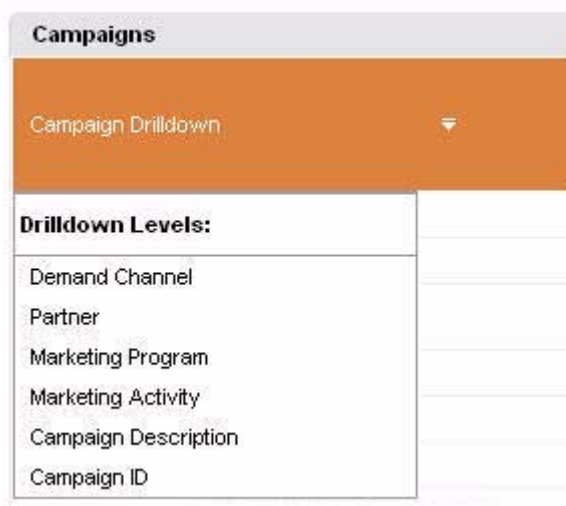 Campaigns
Campaign Drilldown
Drilldown Levels:
Demand Channel
Partner
Marketing Program
Marketing Activity
Campaign Description
Campaign ID